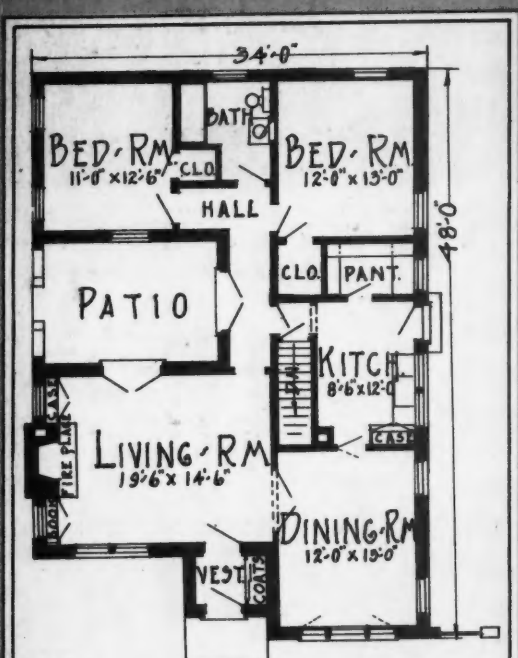 34'-0"
BED-RM
11'-0" x 12'-6"
BATH
CLO.
BED-RM
12'-0" x 13'-0"
HALL
48'-0"
PATIO
CLO.
PANT.
KITCH
8'-6" x 12'-0"
DN
CASE
CASE
FIRE PLACE
BOOK
LIVING-RM
19'-6" x 14'-6"
DINING-RM
12'-0" x 15'-0"
VEST.
COATS